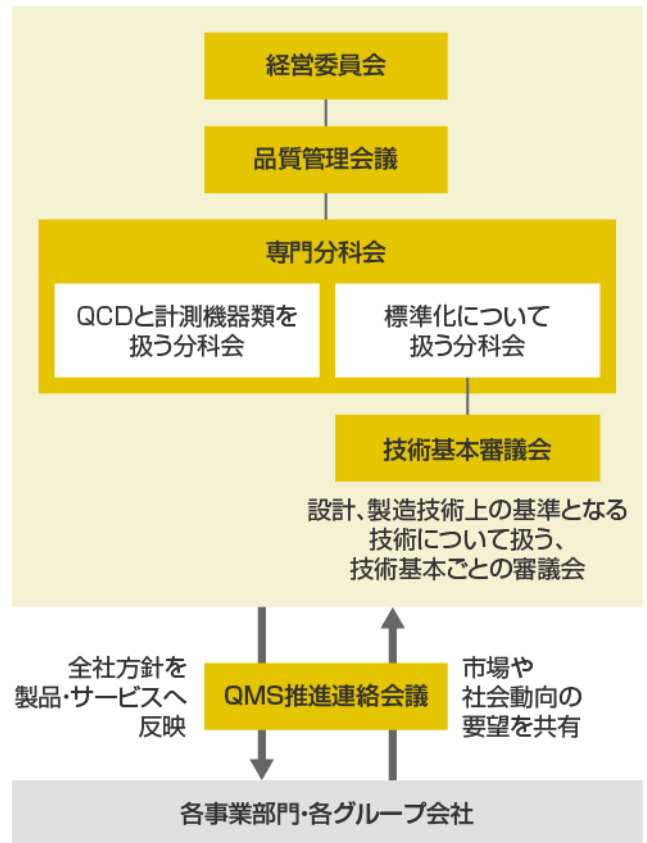 経営委員会
品質管理会議
専門分科会
QCDと計測機器類を
扱う分科会
標準化について
扱う分科会
技術基本審議会
設計、製造技術上の基準となる
技術について扱う、
技術基本ごとの審議会
全社方針を
製品・サービスへ
反映
QMS推進連絡会議
市場や
社会動向の
要望を共有
各事業部門・各グループ会社